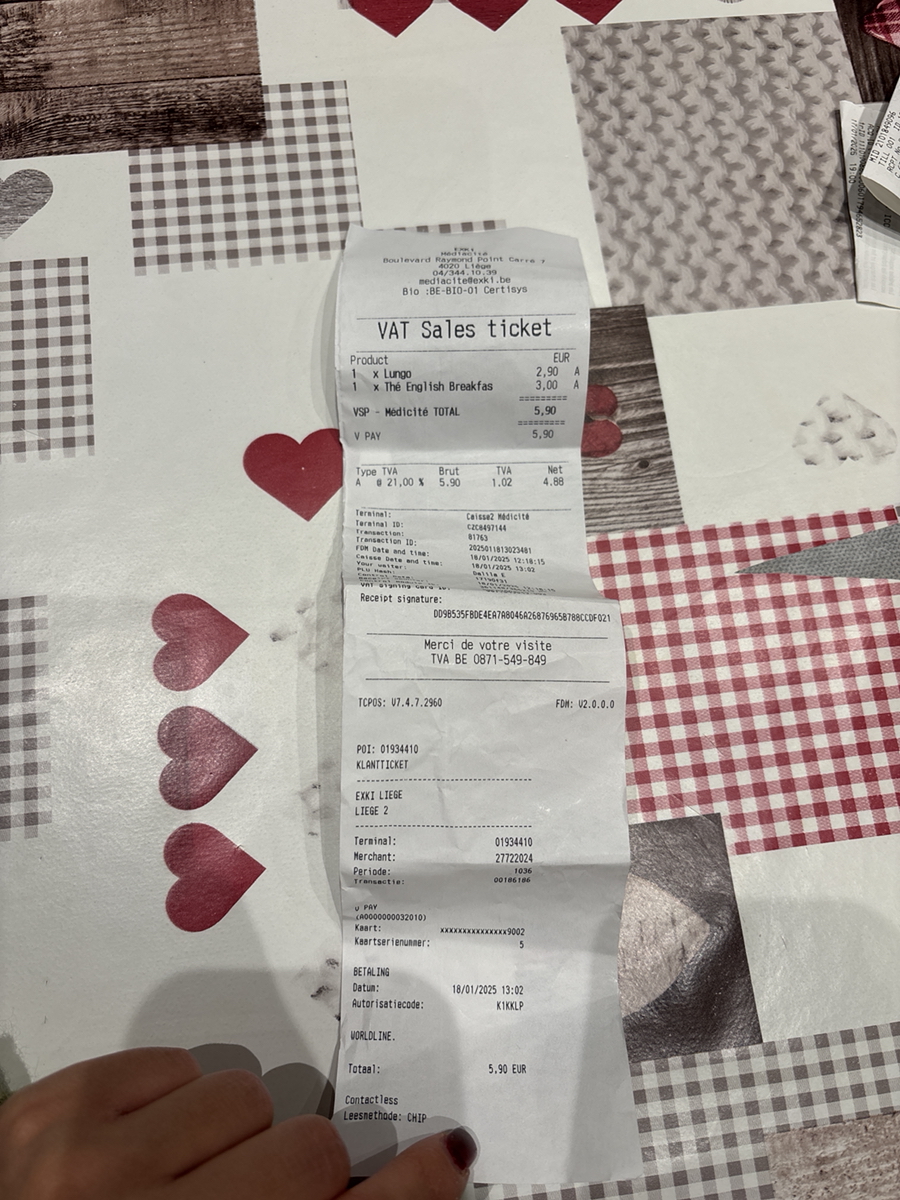 EXKI
Médiacité
Boulevard Raymond Point Carré 7
4020 Liége
04/344.10.39
mediacite@exki.be
Bio :BE-BIO-01 Certisys
VAT Sales ticket
Product EUR
1 x Lungo 2,90 A
1 x Thé English Breakfas 3,00 A
=========
VSP - Médicité TOTAL 5,90
=========
V PAY 5,90
Type TVA Brut TVA Net
A @ 21,00 % 5.90 1.02 4.88
Terminal: Caisse2 Médicité
Terminal ID: CZC8497144
Transaction: 81763
Transaction ID: 2025011813023481
FDM Date and time: 18/01/2025 12:18:15
Caisse Date and time: 18/01/2025 13:02
Your waiter: Dalila E
PLU Hash:
Receipt signature:
DD9B535FBDE4EA7A8046A26876965B788CCDF021
Merci de votre visite
TVA BE 0871-549-849
TCPOS: V7.4.7.2960 FDM: V2.0.0.0
POI: 01934410
KLANTTICKET
--------------------------------
EXKI LIEGE
LIEGE 2
--------------------------------
Terminal: 01934410
Merchant: 27722024
Periode: 1036
Transactie: 00186186
V PAY
(A0000000032010)
Kaart: xxxxxxxxxxxxxxx9002
Kaartserienummer: 5
BETALING
Datum: 18/01/2025 13:02
Autorisatiecode: K1KKLP
WORLDLINE.
Totaal: 5,90 EUR
Contactless
Leesmethode: CHIP